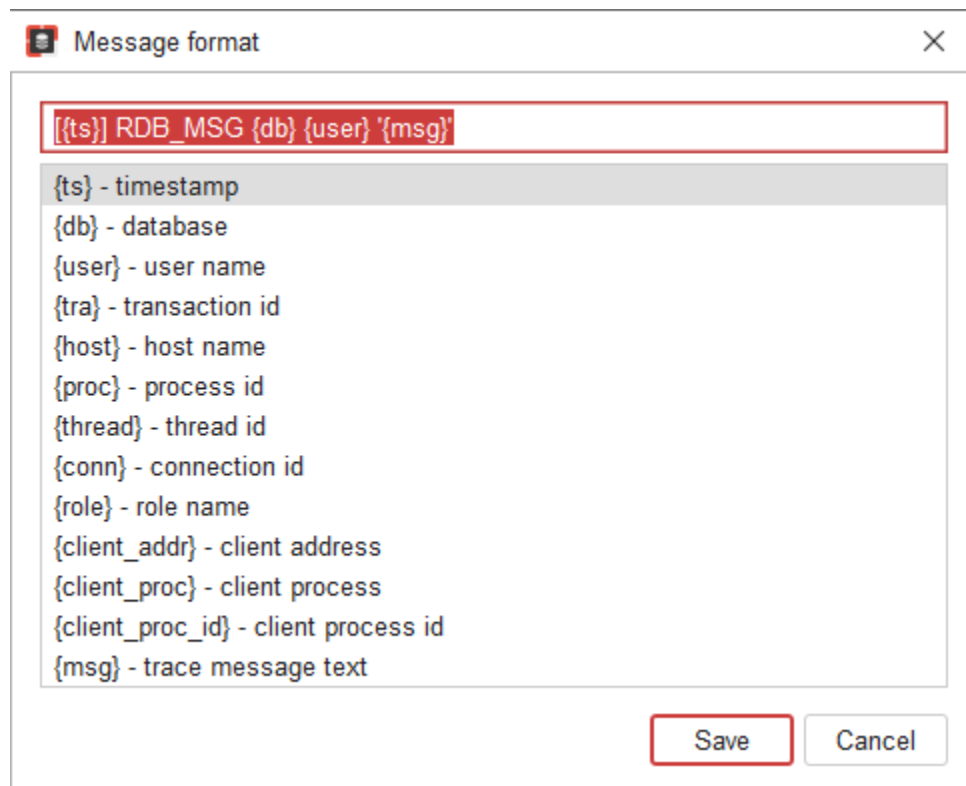 Message format
[{ts}] RDB_MSG {db} {user} '{msg}'
{ts} - timestamp
{db} - database
{user} - user name
{tra} - transaction id
{host} - host name
{proc} - process id
{thread} - thread id
{conn} - connection id
{role} - role name
{client_addr} - client address
{client_proc} - client process
{client_proc_id} - client process id
{msg} - trace message text
Save Cancel